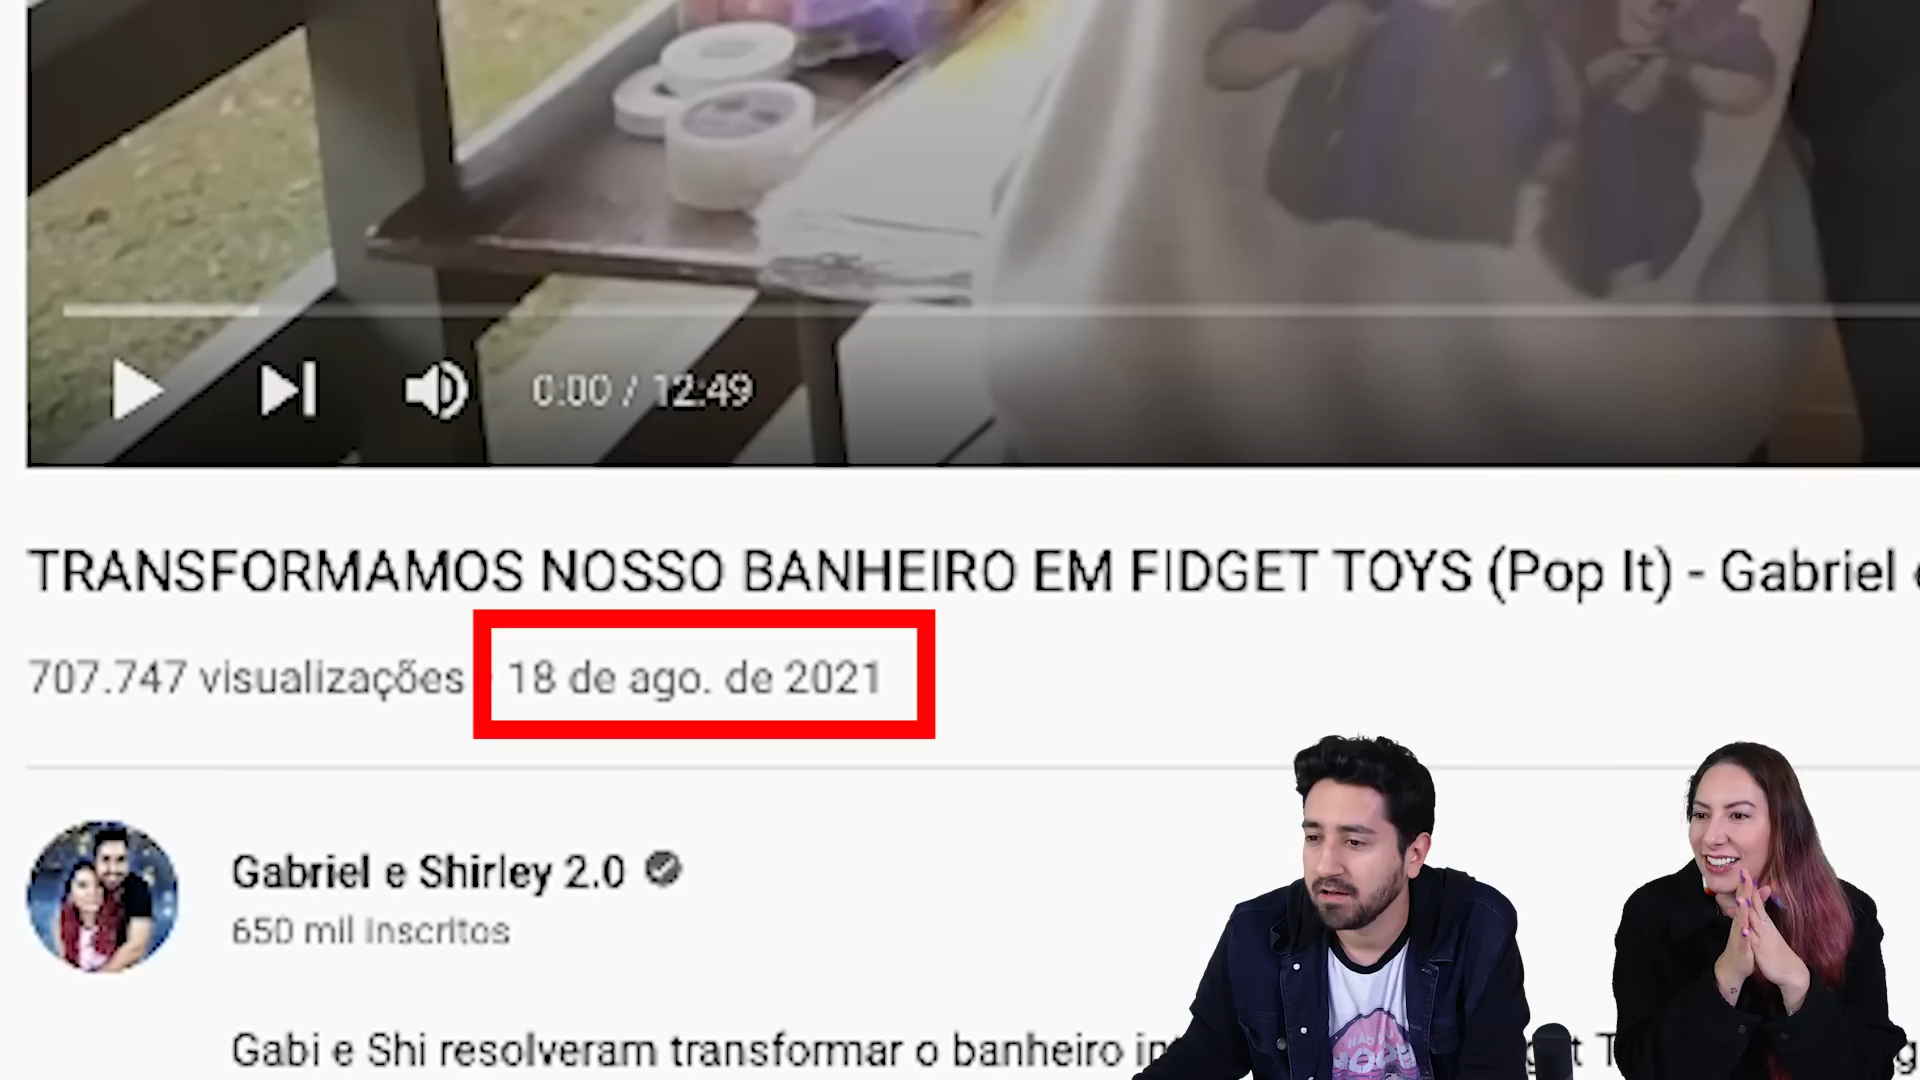 0:00 / 12:49
TRANSFORMAMOS NOSSO BANHEIRO EM FIDGET TOYS (Pop It) - Gabriel
707.747 visualizações 18 de ago. de 2021
Gabriel e Shirley 2.0
650 mil inscritos
Gabi e Shi resolveram transformar o banheiro